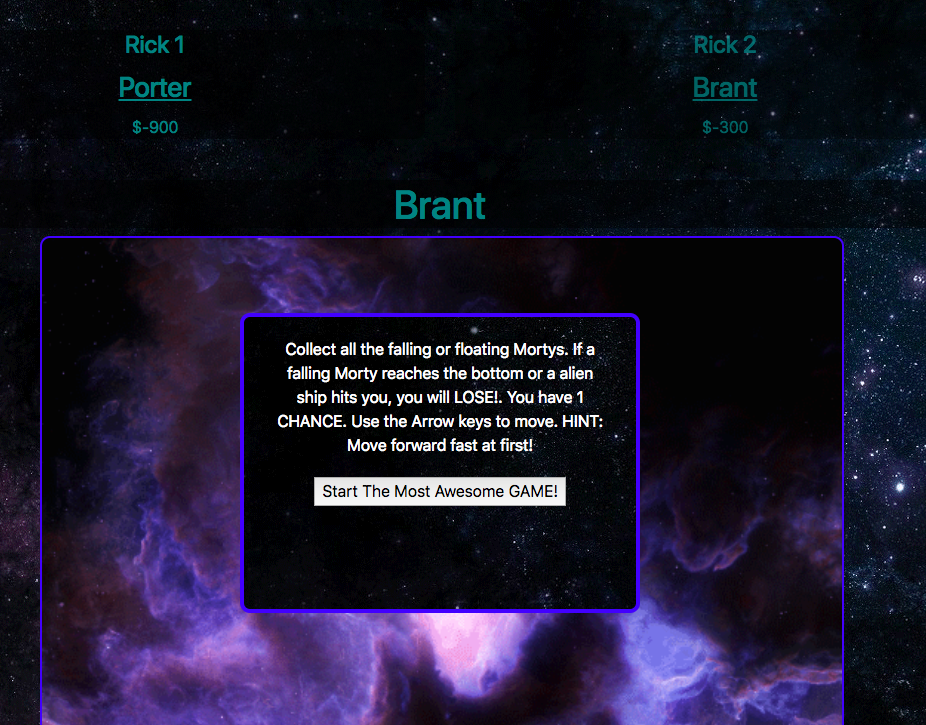 Rick 1 Rick 2
Porter Brant
$-900 $-300
Brant
Collect all the falling or floating Mortys. If a
falling Morty reaches the bottom or a alien
ship hits you, you will LOSE!. You have 1
CHANCE. Use the Arrow keys to move. HINT:
Move forward fast at first!
Start The Most Awesome GAME!